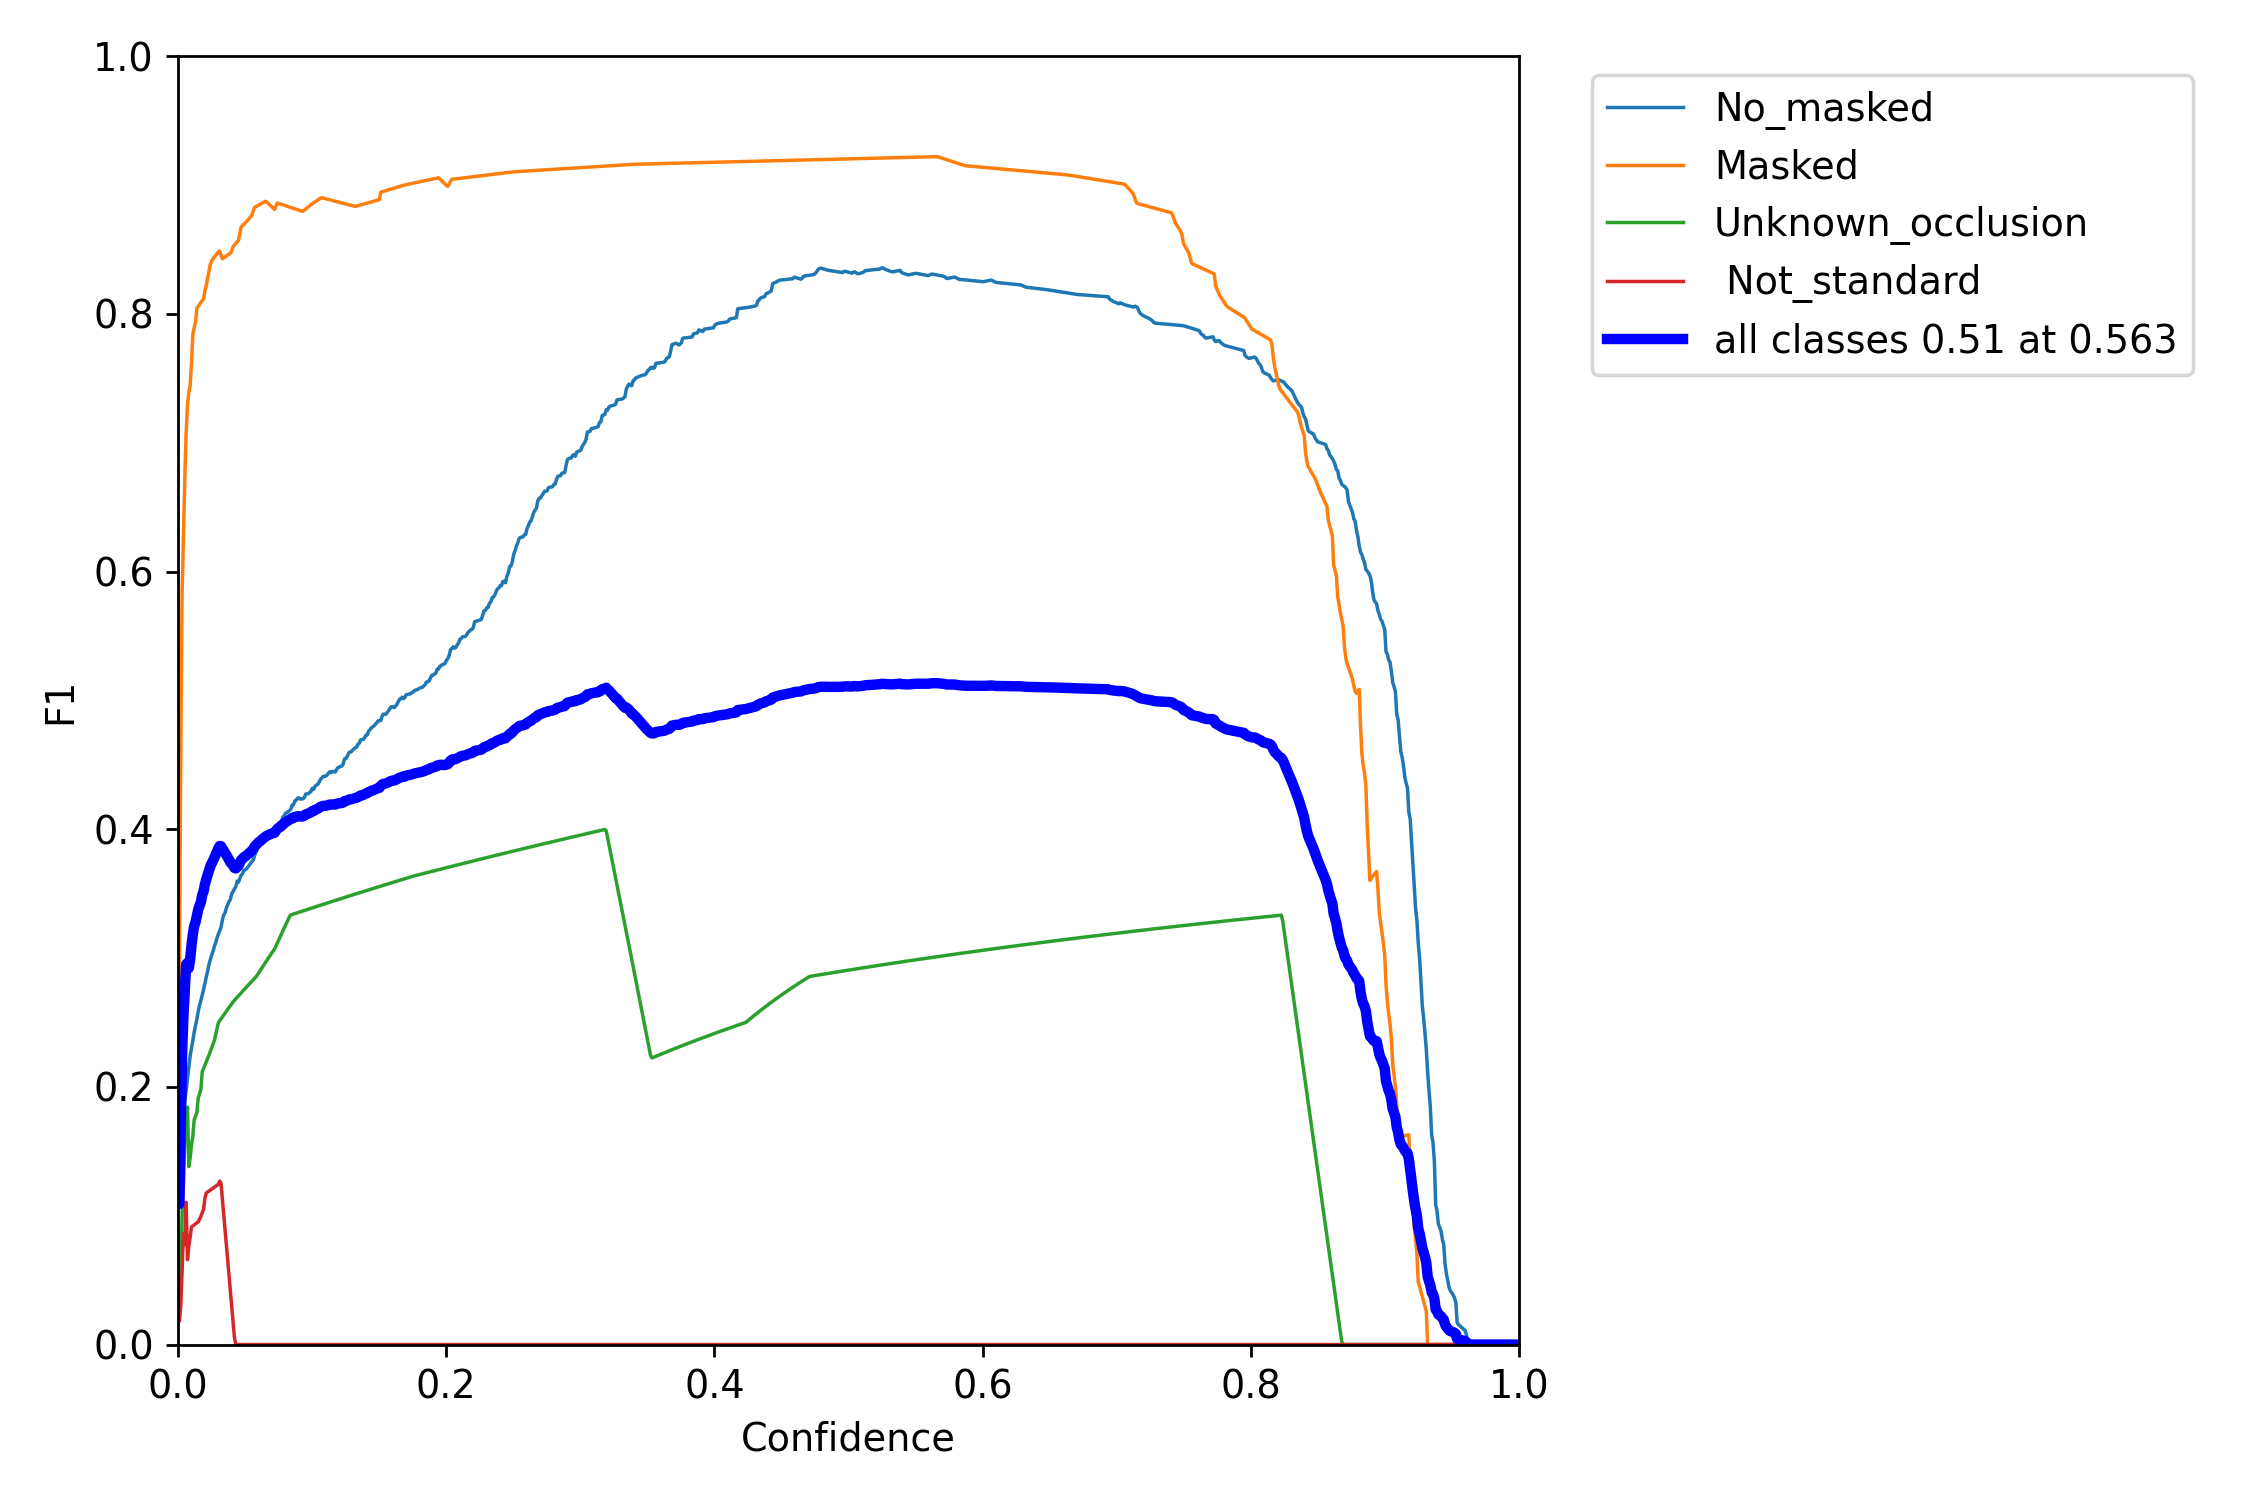 1.0
0.8
0.6
0.4
0.2
0.0
F1
0.0 0.2 0.4 0.6 0.8 1.0
Confidence
No_masked
Masked
Unknown_occlusion
Not_standard
all classes 0.51 at 0.563